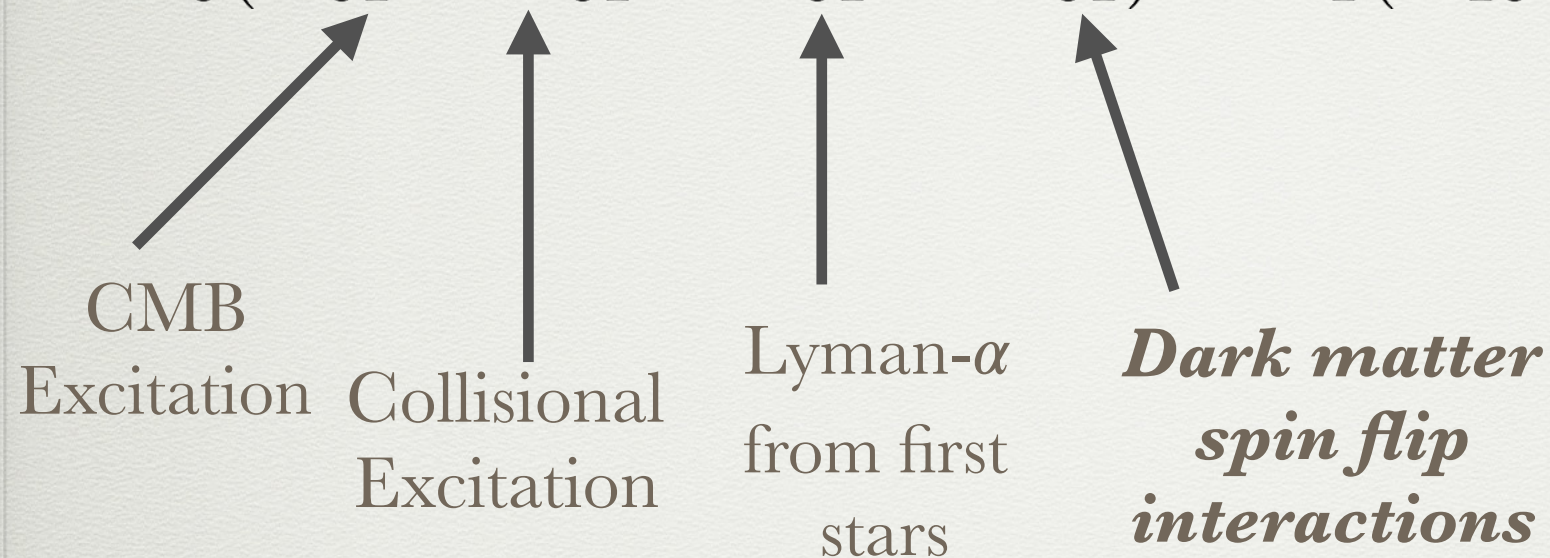 CMB
Excitation
Collisional
Excitation
Lyman-α
from first
stars
Dark matter
spin flip
interactions